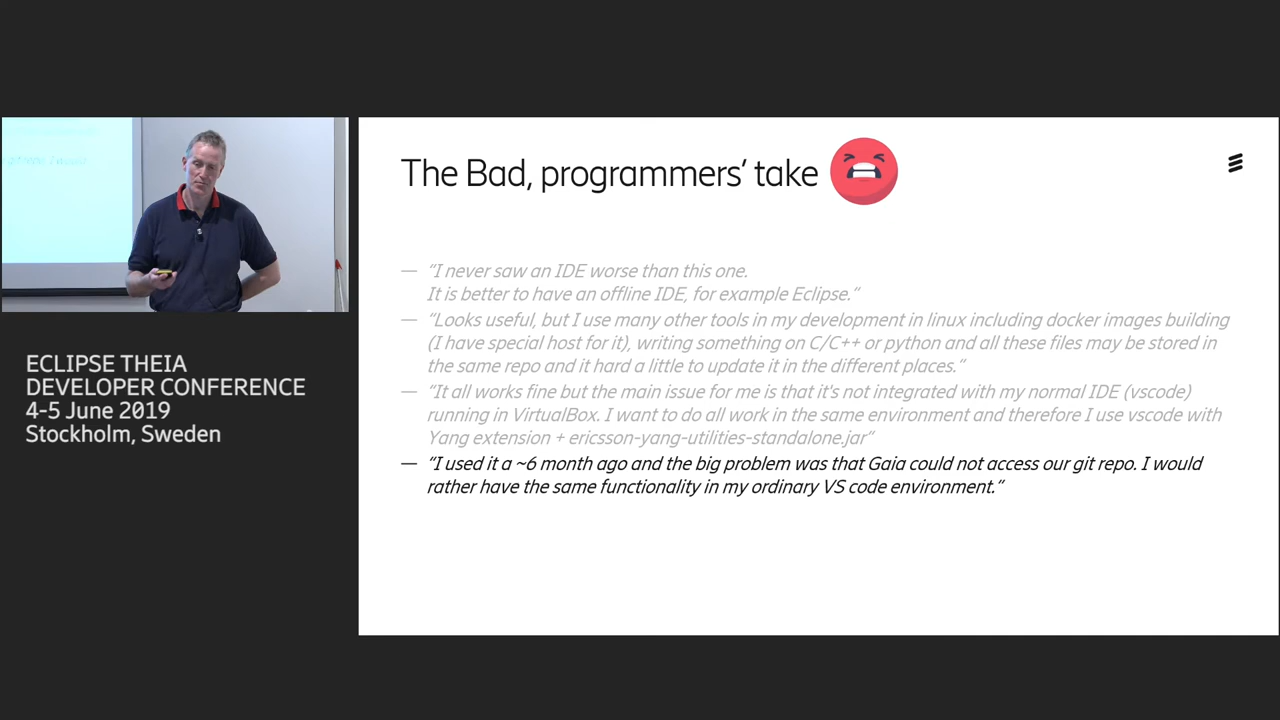 The Bad, programmers’ take
— “I never saw an IDE worse than this one.
It is better to have an offline IDE, for example Eclipse.”
— “Looks useful, but I use many other tools in my development in linux including docker images building
(I have special host for it), writing something on C/C++ or python and all these files may be stored in
the same repo and it hard a little to update it in the different places.”
— “It all works fine but the main issue for me is that it's not integrated with my normal IDE (vscode)
running in VirtualBox. I want to do all work in the same environment and therefore I use vscode with
Yang extension + ericsson-yang-utilities-standalone.jar”
— “I used it a ~6 month ago and the big problem was that Gaia could not access our git repo. I would
rather have the same functionality in my ordinary VS code environment.”
ECLIPSE THEIA
DEVELOPER CONFERENCE
4-5 June 2019
Stockholm, Sweden